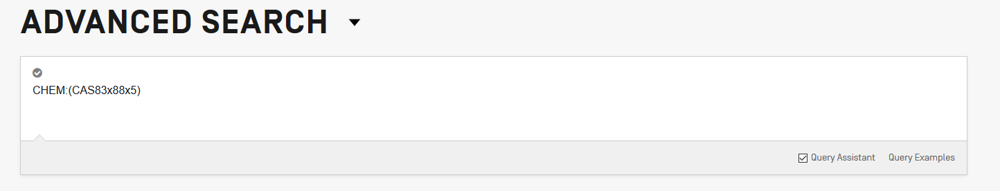 ADVANCED SEARCH
CHEM:(CAS83x88x5)
Query Assistant Query Examples